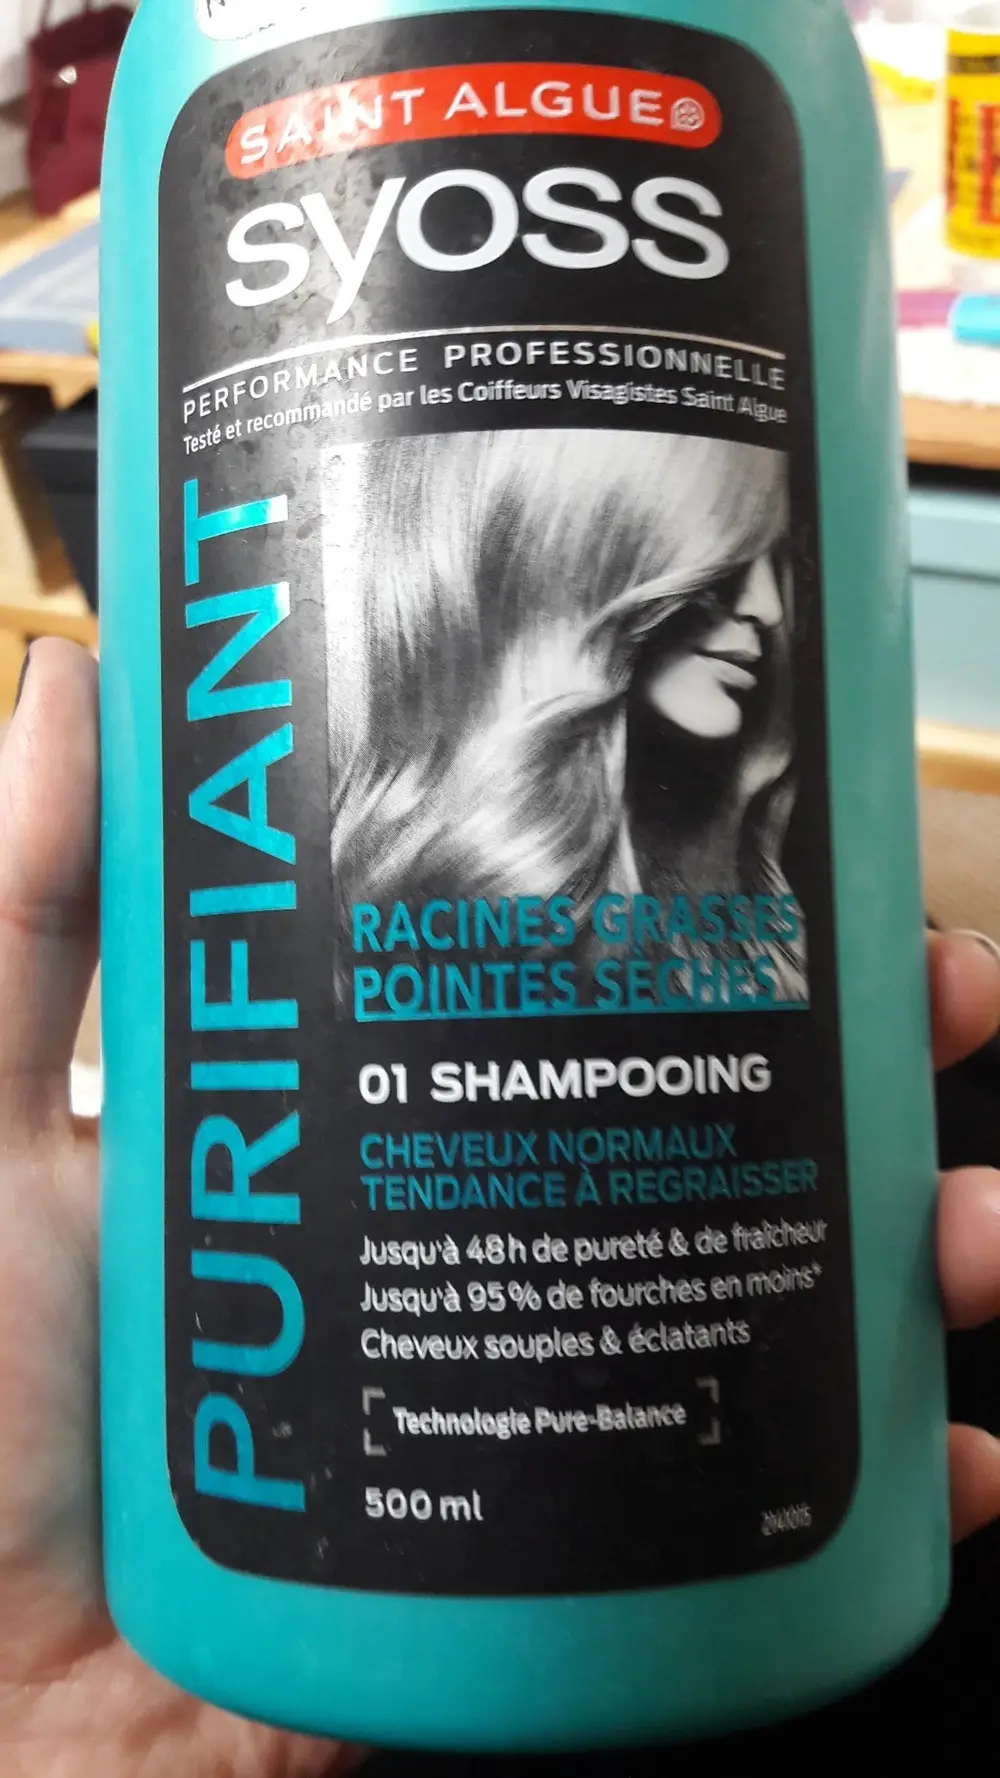 SAINT ALGUE
syoss
PERFORMANCE PROFESSIONNELLE
Testé et recommandé par les Coiffeurs Visagistes Saint Algue
PURIFIANT
RACINES GRASSES
POINTES SÈCHES
01 SHAMPOOING
CHEVEUX NORMAUX
TENDANCE À REGRAISSER
Jusqu'à 48h de pureté & de fraîcheur
Jusqu'à 95% de fourches en moins*
Cheveux souples & éclatants
Technologie Pure-Balance
500 ml